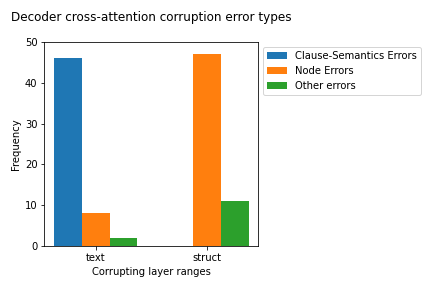 Decoder cross-attention corruption error types
Clause-Semantics Errors
Node Errors
Other errors
Frequency
50
40
30
20
10
0
text struct
Corrupting layer ranges